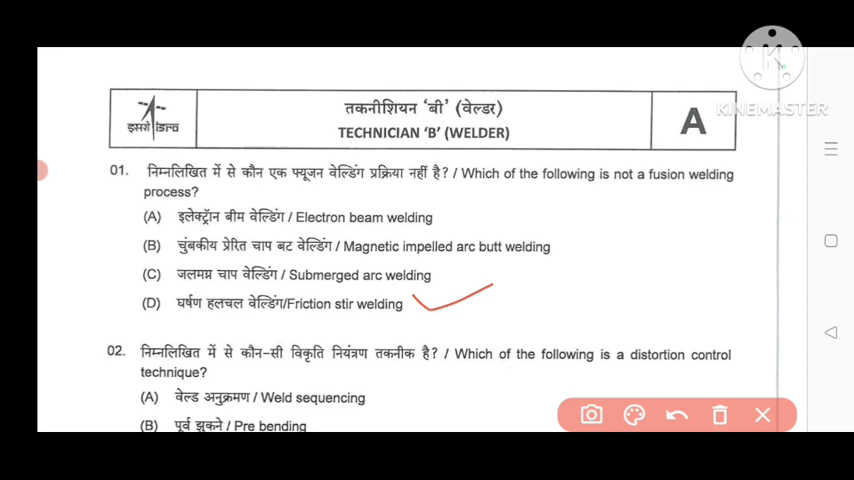 KINEMASTER
इसरो isro
तकनीशियन ‘बी’ (वेल्डर)
TECHNICIAN ‘B’ (WELDER)
A
01. निम्नलिखित में से कौन एक फ्यूजन वेल्डिंग प्रक्रिया नहीं है? / Which of the following is not a fusion welding
process?
(A) इलेक्ट्रॉन बीम वेल्डिंग / Electron beam welding
(B) चुंबकीय प्रेरित चाप बट वेल्डिंग / Magnetic impelled arc butt welding
(C) जलमग्न चाप वेल्डिंग / Submerged arc welding
(D) घर्षण हलचल वेल्डिंग/Friction stir welding
02. निम्नलिखित में से कौन-सी विकृति नियंत्रण तकनीक है? / Which of the following is a distortion control
technique?
(A) वेल्ड अनुक्रमण / Weld sequencing
(B) पूर्व झुकने / Pre bending